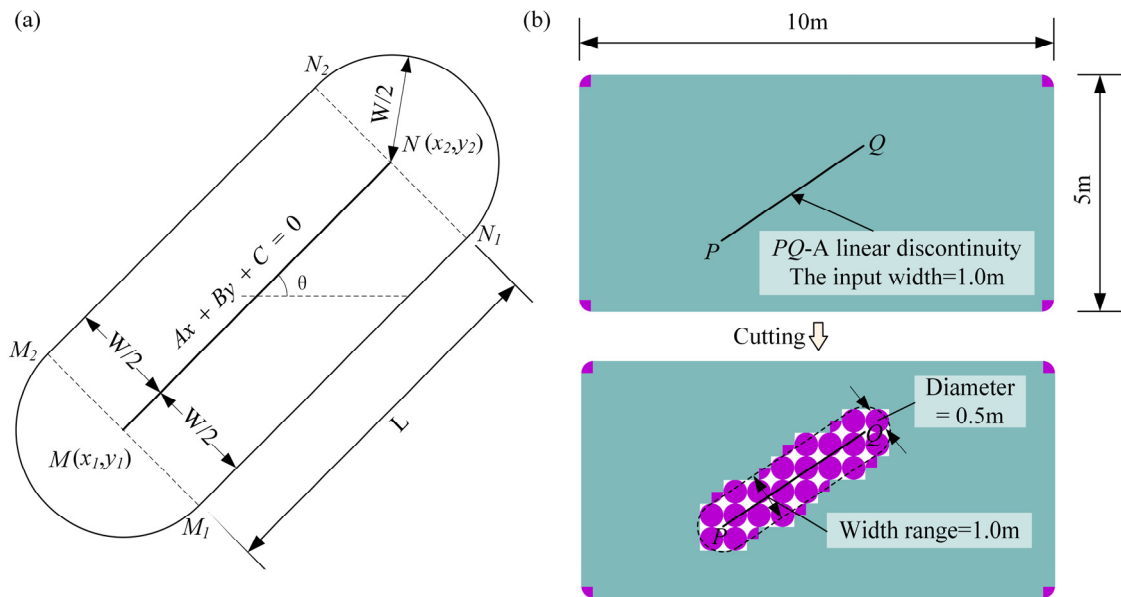 (a)
N₂
W/2
N (x₂,y₂)
N₁
Ax + By + C = 0
θ
M₂
W/2
W/2
L
M(x₁,y₁)
M₁
(b)
10m
Q
5m
P
PQ-A linear discontinuity
The input width=1.0m
Cutting
Diameter
= 0.5m
Q
P
Width range=1.0m